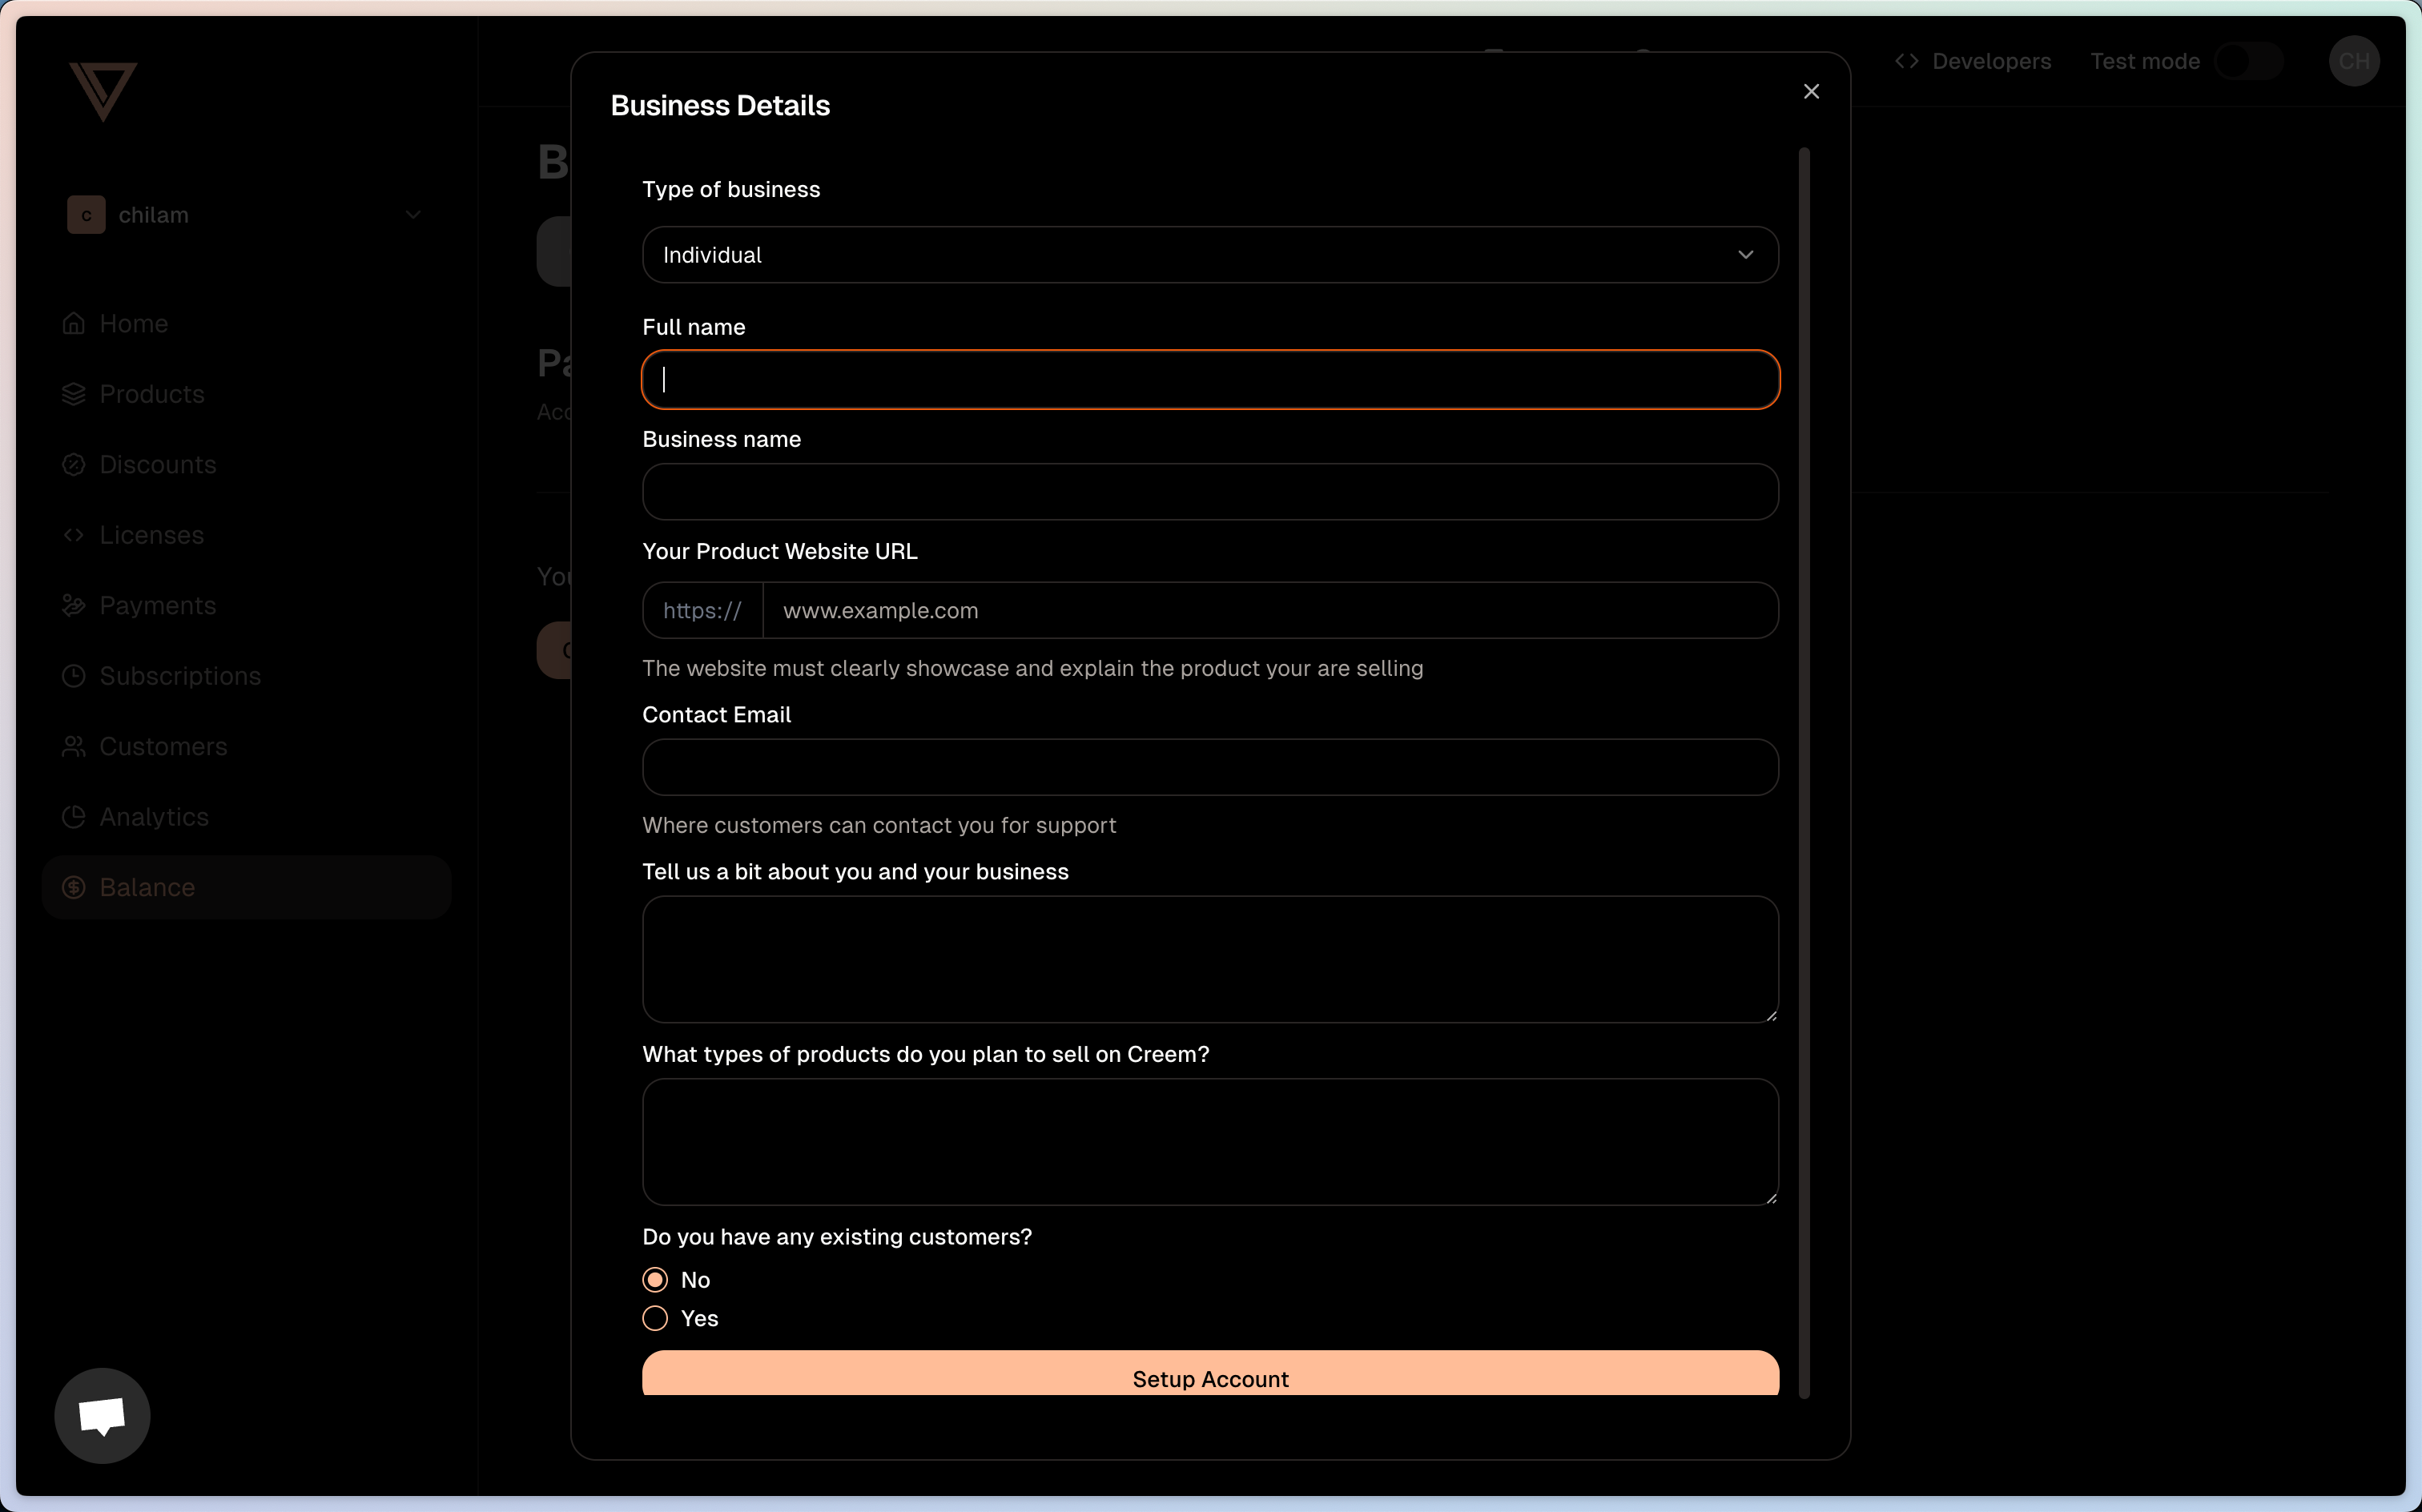 Developers
Test mode
CH
c
chilam
Home
Products
Discounts
Licenses
Payments
Subscriptions
Customers
Analytics
Balance
Business Details
Type of business
Individual
Full name
Business name
Your Product Website URL
https://
www.example.com
The website must clearly showcase and explain the product your are selling
Contact Email
Where customers can contact you for support
Tell us a bit about you and your business
What types of products do you plan to sell on Creem?
Do you have any existing customers?
No
Yes
Setup Account